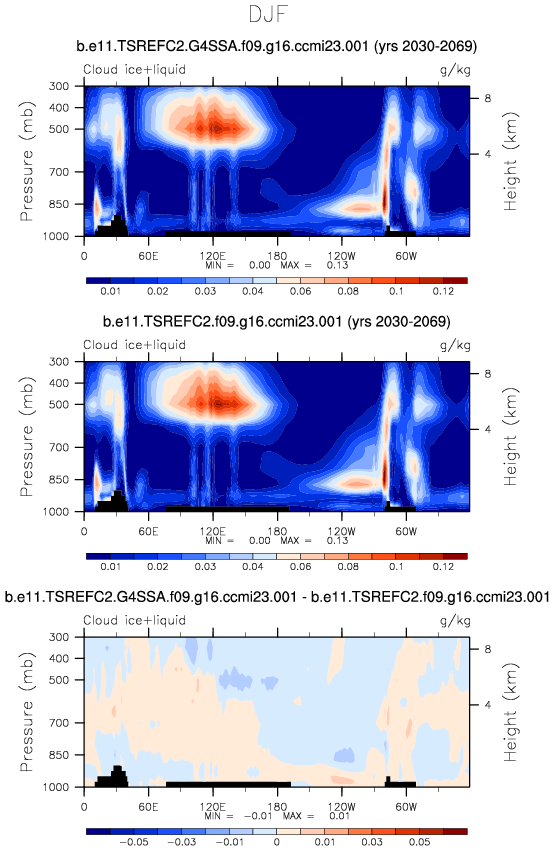 DJF
b.e11.TSREFC2.G4SSA.f09.g16.ccmi23.001 (yrs 2030-2069)
Cloud ice+liquid g/kg
Pressure (mb)
300
400
500
600
700
850
1000
8
4
Height (km)
0 60E 120E 120W 60W
MIN = 0.00 MAX = 0.13
0.01 0.02 0.03 0.04 0.06 0.08 0.1 0.12
b.e11.TSREFC2.f09.g16.ccmi23.001 (yrs 2030-2069)
Cloud ice+liquid g/kg
Pressure (mb)
300
400
500
700
850
1000
8
4
Height (km)
0 60E 120E 120W 60W
MIN = 0.00 MAX = 0.13
0.01 0.02 0.03 0.04 0.06 0.08 0.1 0.12
b.e11.TSREFC2.G4SSA.f09.g16.ccmi23.001 - b.e11.TSREFC2.f09.g16.ccmi23.001
Cloud ice+liquid g/kg
Pressure (mb)
300
400
500
700
850
1000
8
4
Height (km)
0 60E 120E 120W 60W
MIN = -0.01 MAX = 0.01
-0.05 -0.03 -0.01 0 0.01 0.03 0.05